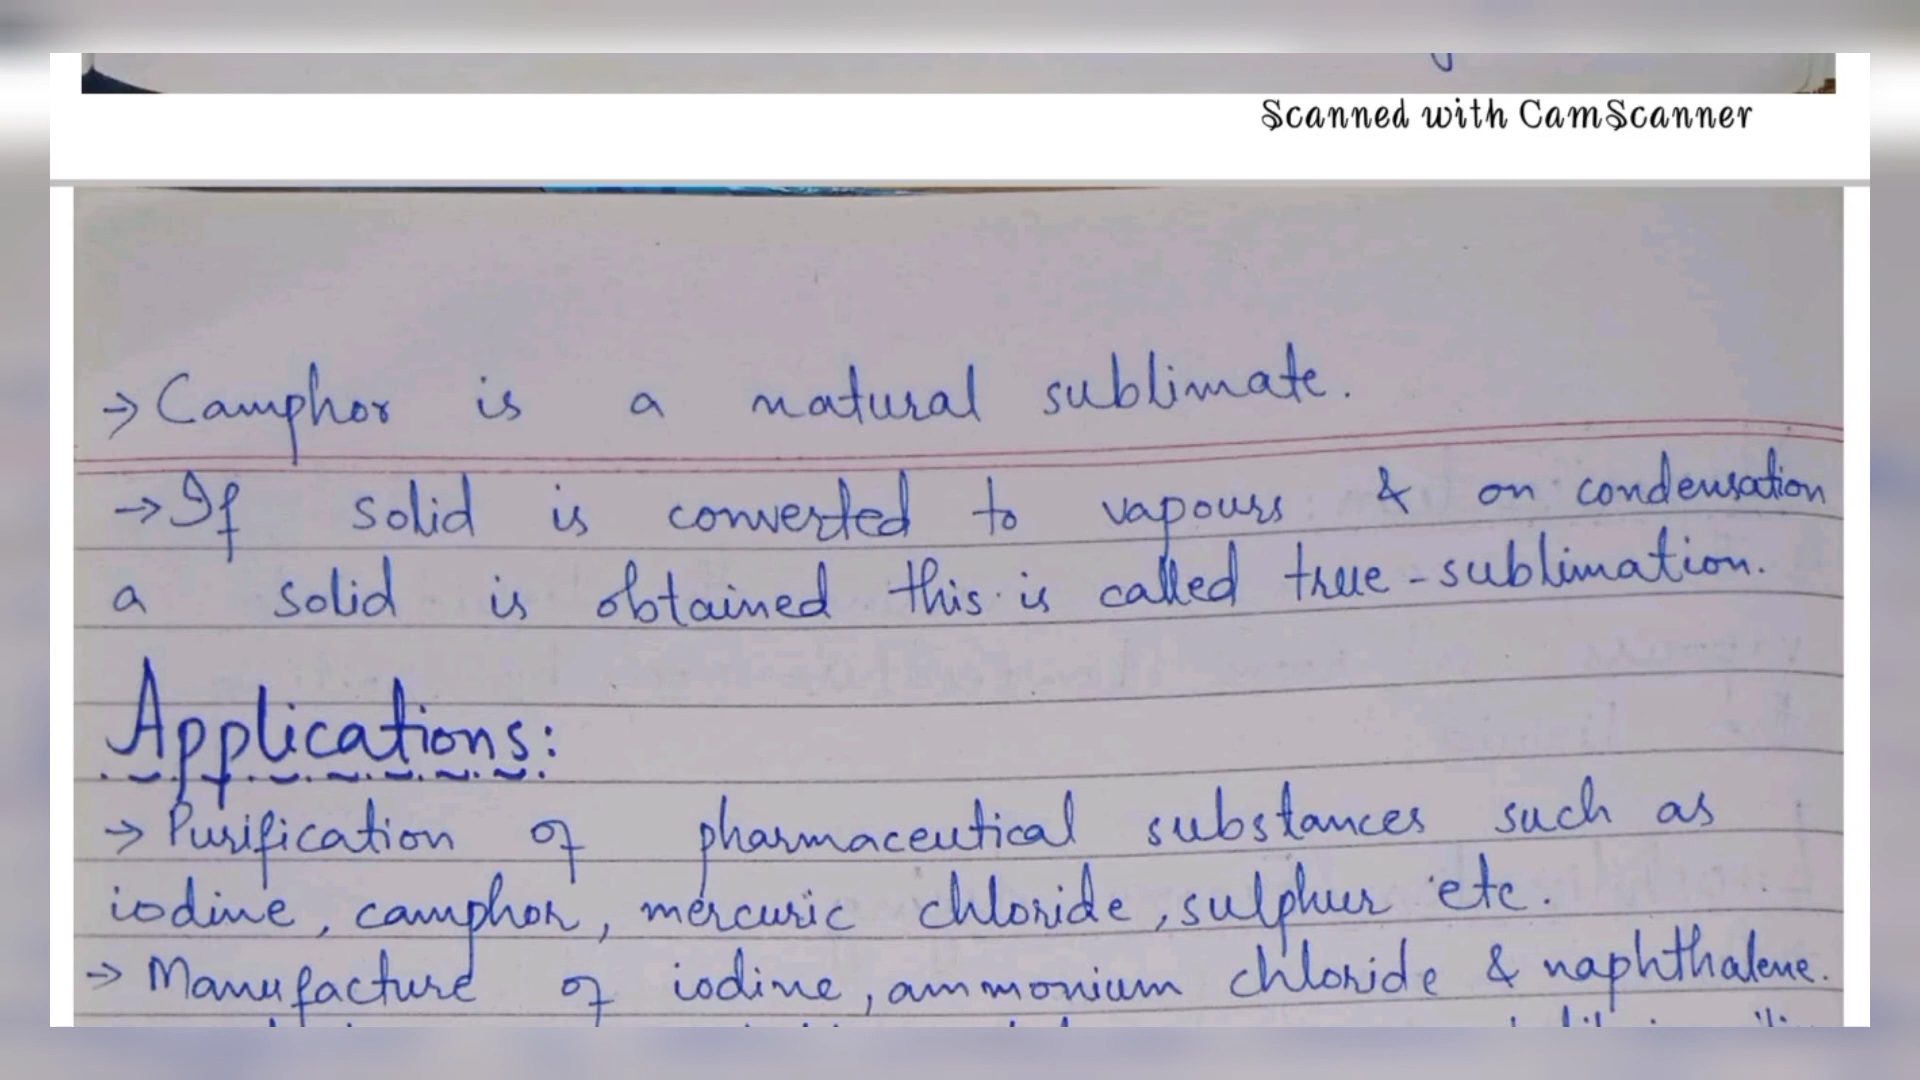 Scanned with CamScanner
→ Camphor is a natural sublimate.
→ If solid is converted to vapours & on condensation
a solid is obtained this is called true-sublimation.
Applications:
→ Purification of pharmaceutical substances such as
iodine, camphor, mercuric chloride, sulphur etc.
→ Manufacture of iodine, ammonium chloride & naphthalene.